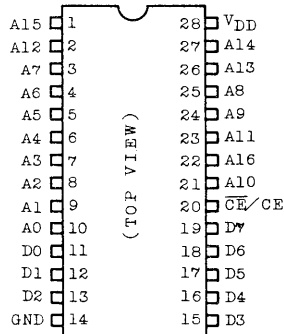 A15 1 28 VDD
A12 2 27 A14
A7 3 26 A13
A6 4 25 A8
A5 5 24 A9
A4 6 23 A11
A3 7 22 A16
A2 8 21 A10
A1 9 20 C̅E̅/CE
A0 10 19 D7
D0 11 18 D6
D1 12 17 D5
D2 13 16 D4
GND 14 15 D3
(TOP VIEW)